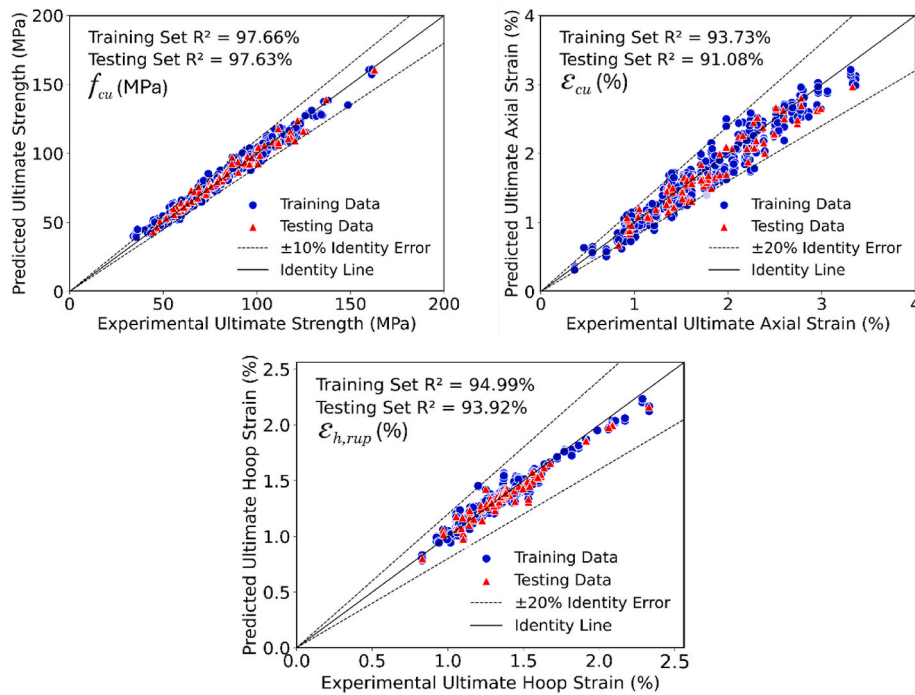 Predicted Ultimate Strength (MPa)
200
150
100
50
0
Training Set R² = 97.66%
Testing Set R² = 97.63%
fcu (MPa)
Training Data
Testing Data
±10% Identity Error
Identity Line
0 50 100 150 200
Experimental Ultimate Strength (MPa)
Predicted Ultimate Axial Strain (%)
4
3
2
1
0
Training Set R² = 93.73%
Testing Set R² = 91.08%
Ɛcu (%)
Training Data
Testing Data
±20% Identity Error
Identity Line
0 1 2 3 4
Experimental Ultimate Axial Strain (%)
Predicted Ultimate Hoop Strain (%)
2.5
2.0
1.5
1.0
0.5
0.0
Training Set R² = 94.99%
Testing Set R² = 93.92%
Ɛh,rup (%)
Training Data
Testing Data
±20% Identity Error
Identity Line
0.0 0.5 1.0 1.5 2.0 2.5
Experimental Ultimate Hoop Strain (%)